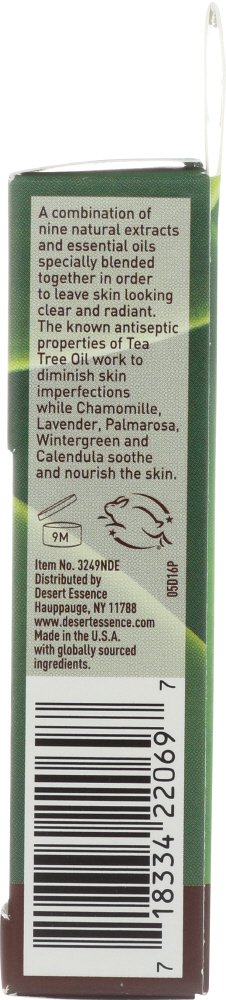 A combination of
nine natural extracts
and essential oils
specially blended
together in order
to leave skin looking
clear and radiant.
The known antiseptic
properties of Tea
Tree Oil work to
diminish skin
imperfections
while Chamomile,
Lavender, Palmarosa,
Wintergreen and
Calendula soothe
and nourish the skin.
9M
05D16P
Item No. 3249NDE
Distributed by
Desert Essence
Hauppauge, NY 11788
www.desertessence.com
Made in the U.S.A.
with globally sourced
ingredients.
7 18334 22069 7